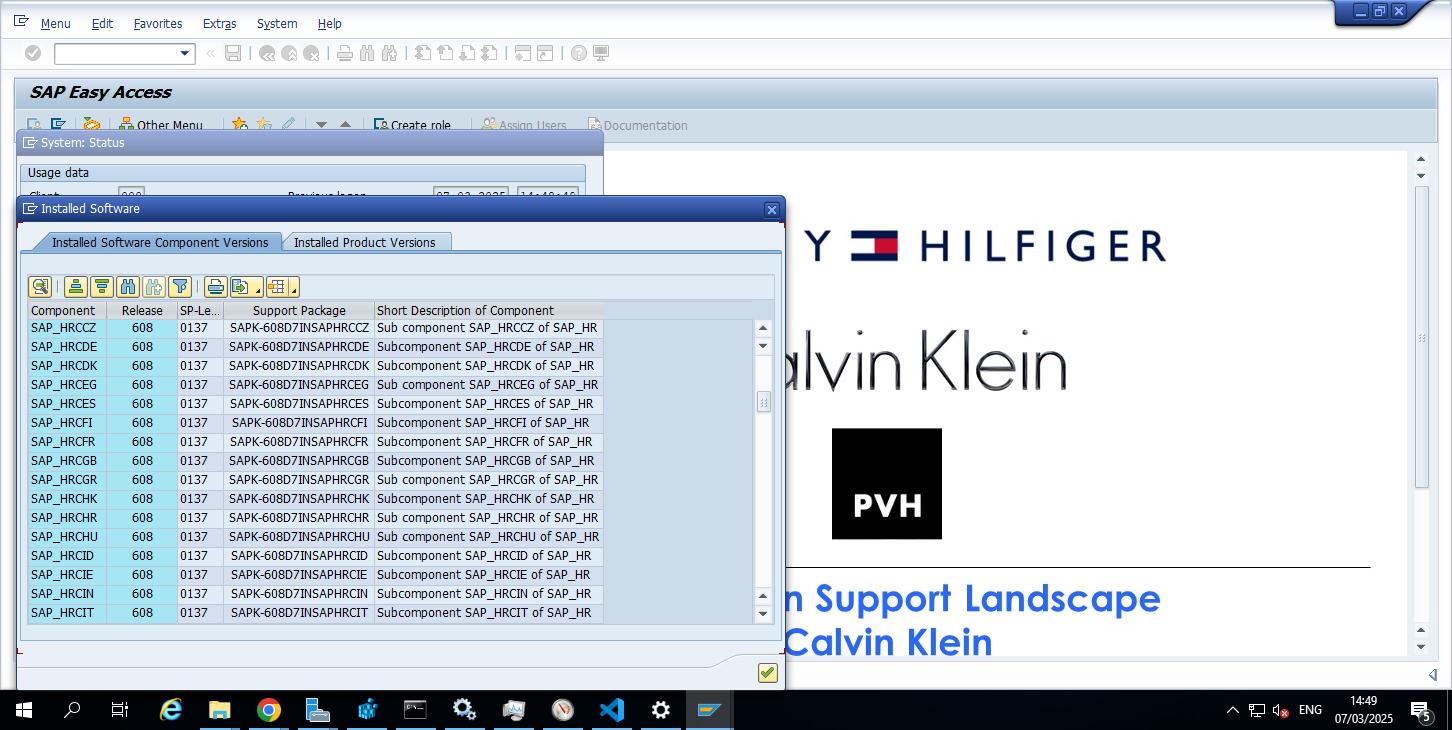 Menu Edit Favorites Extras System Help
SAP Easy Access
Other Menu Create role Assign Users Documentation
System: Status
Usage data
Installed Software
Installed Software Component Versions Installed Product Versions
Component Release SP-Le... Support Package Short Description of Component
SAP_HRCCZ 608 0137 SAPK-608D7INSAPHRCCZ Sub component SAP_HRCCZ of SAP_HR
SAP_HRCDE 608 0137 SAPK-608D7INSAPHRCDE Subcomponent SAP_HRCDE of SAP_HR
SAP_HRCDK 608 0137 SAPK-608D7INSAPHRCDK Subcomponent SAP_HRCDK of SAP_HR
SAP_HRCEG 608 0137 SAPK-608D7INSAPHRCEG Sub component SAP_HRCEG of SAP_HR
SAP_HRCES 608 0137 SAPK-608D7INSAPHRCES Subcomponent SAP_HRCES of SAP_HR
SAP_HRCFI 608 0137 SAPK-608D7INSAPHRCFI Subcomponent SAP_HRCFI of SAP_HR
SAP_HRCFR 608 0137 SAPK-608D7INSAPHRCFR Subcomponent SAP_HRCFR of SAP_HR
SAP_HRCGB 608 0137 SAPK-608D7INSAPHRCGB Subcomponent SAP_HRCGB of SAP_HR
SAP_HRCGR 608 0137 SAPK-608D7INSAPHRCGR Sub component SAP_HRCGR of SAP_HR
SAP_HRCHK 608 0137 SAPK-608D7INSAPHRCHK Subcomponent SAP_HRCHK of SAP_HR
SAP_HRCHR 608 0137 SAPK-608D7INSAPHRCHR Sub component SAP_HRCHR of SAP_HR
SAP_HRCHU 608 0137 SAPK-608D7INSAPHRCHU Sub component SAP_HRCHU of SAP_HR
SAP_HRCID 608 0137 SAPK-608D7INSAPHRCID Subcomponent SAP_HRCID of SAP_HR
SAP_HRCIE 608 0137 SAPK-608D7INSAPHRCIE Subcomponent SAP_HRCIE of SAP_HR
SAP_HRCIN 608 0137 SAPK-608D7INSAPHRCIN Subcomponent SAP_HRCIN of SAP_HR
SAP_HRCIT 608 0137 SAPK-608D7INSAPHRCIT Subcomponent SAP_HRCIT of SAP_HR
Y HILFIGER
alvin Klein
PVH
n Support Landscape
Calvin Klein
ENG
14:49
07/03/2025
5